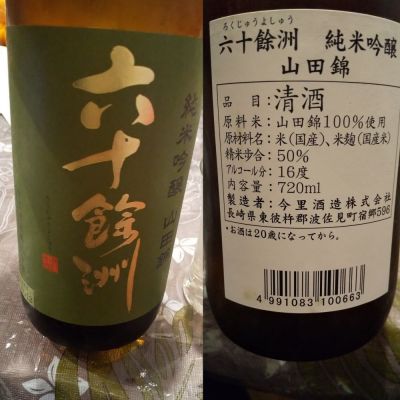 六十餘洲
純米吟醸 山田錦
ろくじゅうよしゅう
六十餘洲 純米吟醸
山田錦
品目:清酒
原料米:山田錦100%使用
原材料名:米(国産)、米麹(国産米)
精米歩合:50%
アルコール分:16度
内容量:720ml
製造者:今里酒造株式会社
長崎県東彼杵郡波佐見町宿郷596
・お酒は20歳になってから。
4991083100663